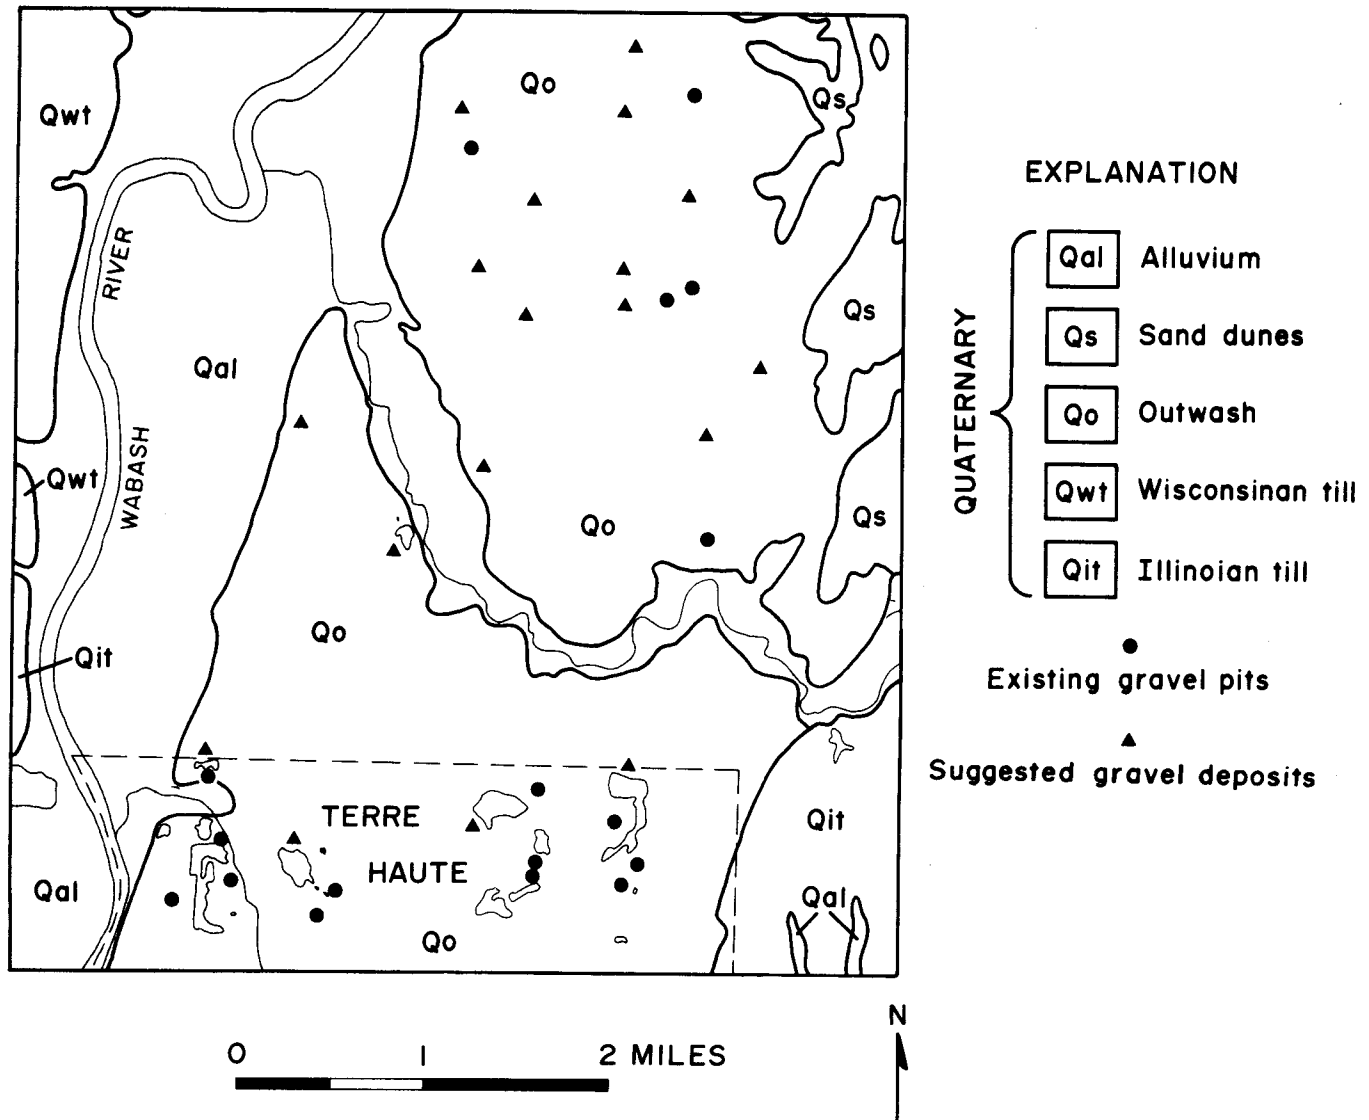 Qo
Qwt
Qs
RIVER
Qs
Qal
WABASH
Qwt
Qo
Qs
Qo
Qit
TERRE
HAUTE
Qit
Qal
Qal
Qo
EXPLANATION
QUATERNARY
Qal Alluvium
Qs Sand dunes
Qo Outwash
Qwt Wisconsinan till
Qit Illinoian till
Existing gravel pits
Suggested gravel deposits
0 1 2 MILES
N